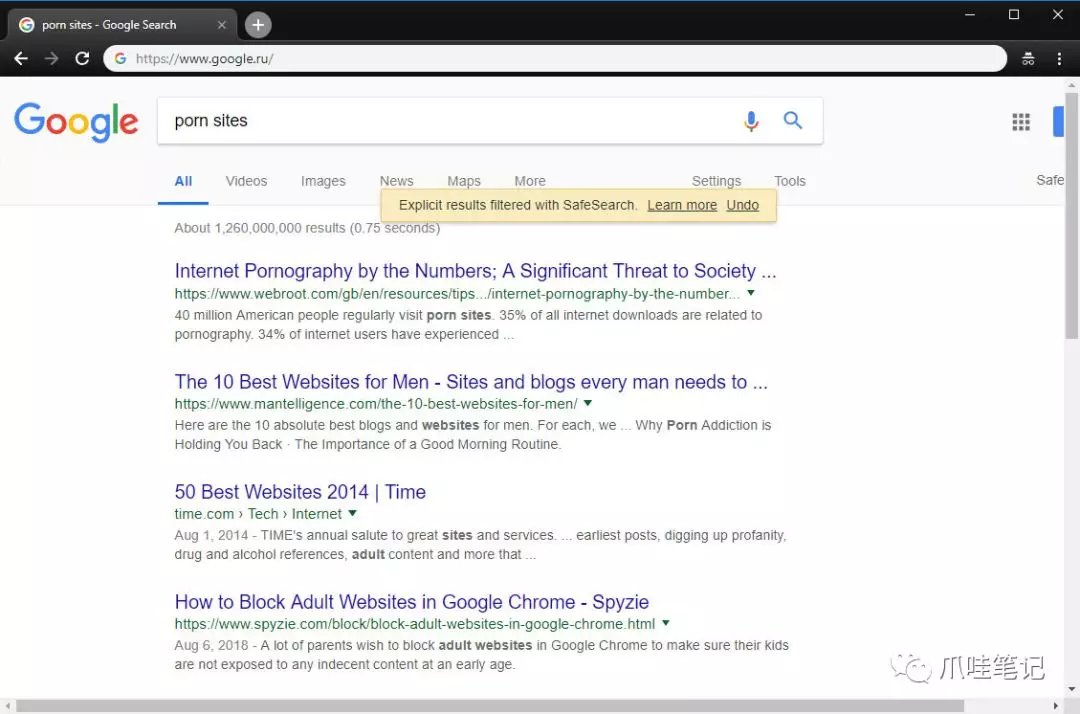 porn sites - Google Search
https://www.google.ru/
Google
porn sites
All Videos Images News Maps More Settings Tools Safe
Explicit results filtered with SafeSearch. Learn more Undo
About 1,260,000,000 results (0.75 seconds)
Internet Pornography by the Numbers; A Significant Threat to Society ...
https://www.webroot.com/gb/en/resources/tips.../internet-pornography-by-the-number...
40 million American people regularly visit porn sites. 35% of all internet downloads are related to
pornography. 34% of internet users have experienced ...
The 10 Best Websites for Men - Sites and blogs every man needs to ...
https://www.mantelligence.com/the-10-best-websites-for-men/
Here are the 10 absolute best blogs and websites for men. For each, we ... Why Porn Addiction is
Holding You Back · The Importance of a Good Morning Routine.
50 Best Websites 2014 | Time
time.com › Tech › Internet
Aug 1, 2014 - TIME's annual salute to great sites and services. ... earliest posts, digging up profanity,
drug and alcohol references, adult content and more that ...
How to Block Adult Websites in Google Chrome - Spyzie
https://www.spyzie.com/block/block-adult-websites-in-google-chrome.html
Aug 6, 2018 - A lot of parents wish to block adult websites in Google Chrome to make sure their kids
are not exposed to any indecent content at an early age.
爪哇笔记